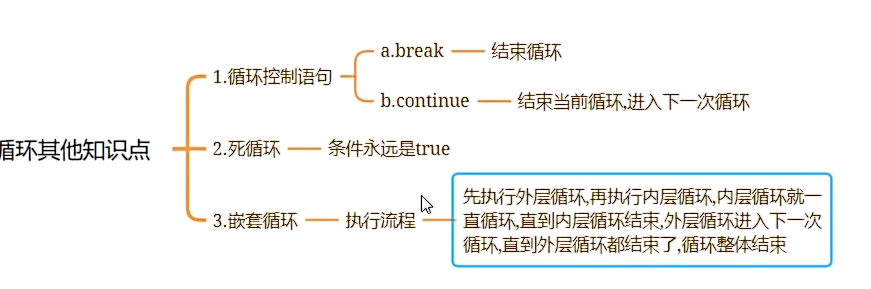 循环其他知识点
1.循环控制语句
a.break
结束循环
b.continue
结束当前循环,进入下一次循环
2.死循环
条件永远是true
3.嵌套循环
执行流程
先执行外层循环,再执行内层循环,内层循环就一
直循环,直到内层循环结束,外层循环进入下一次
循环,直到外层循环都结束了,循环整体结束